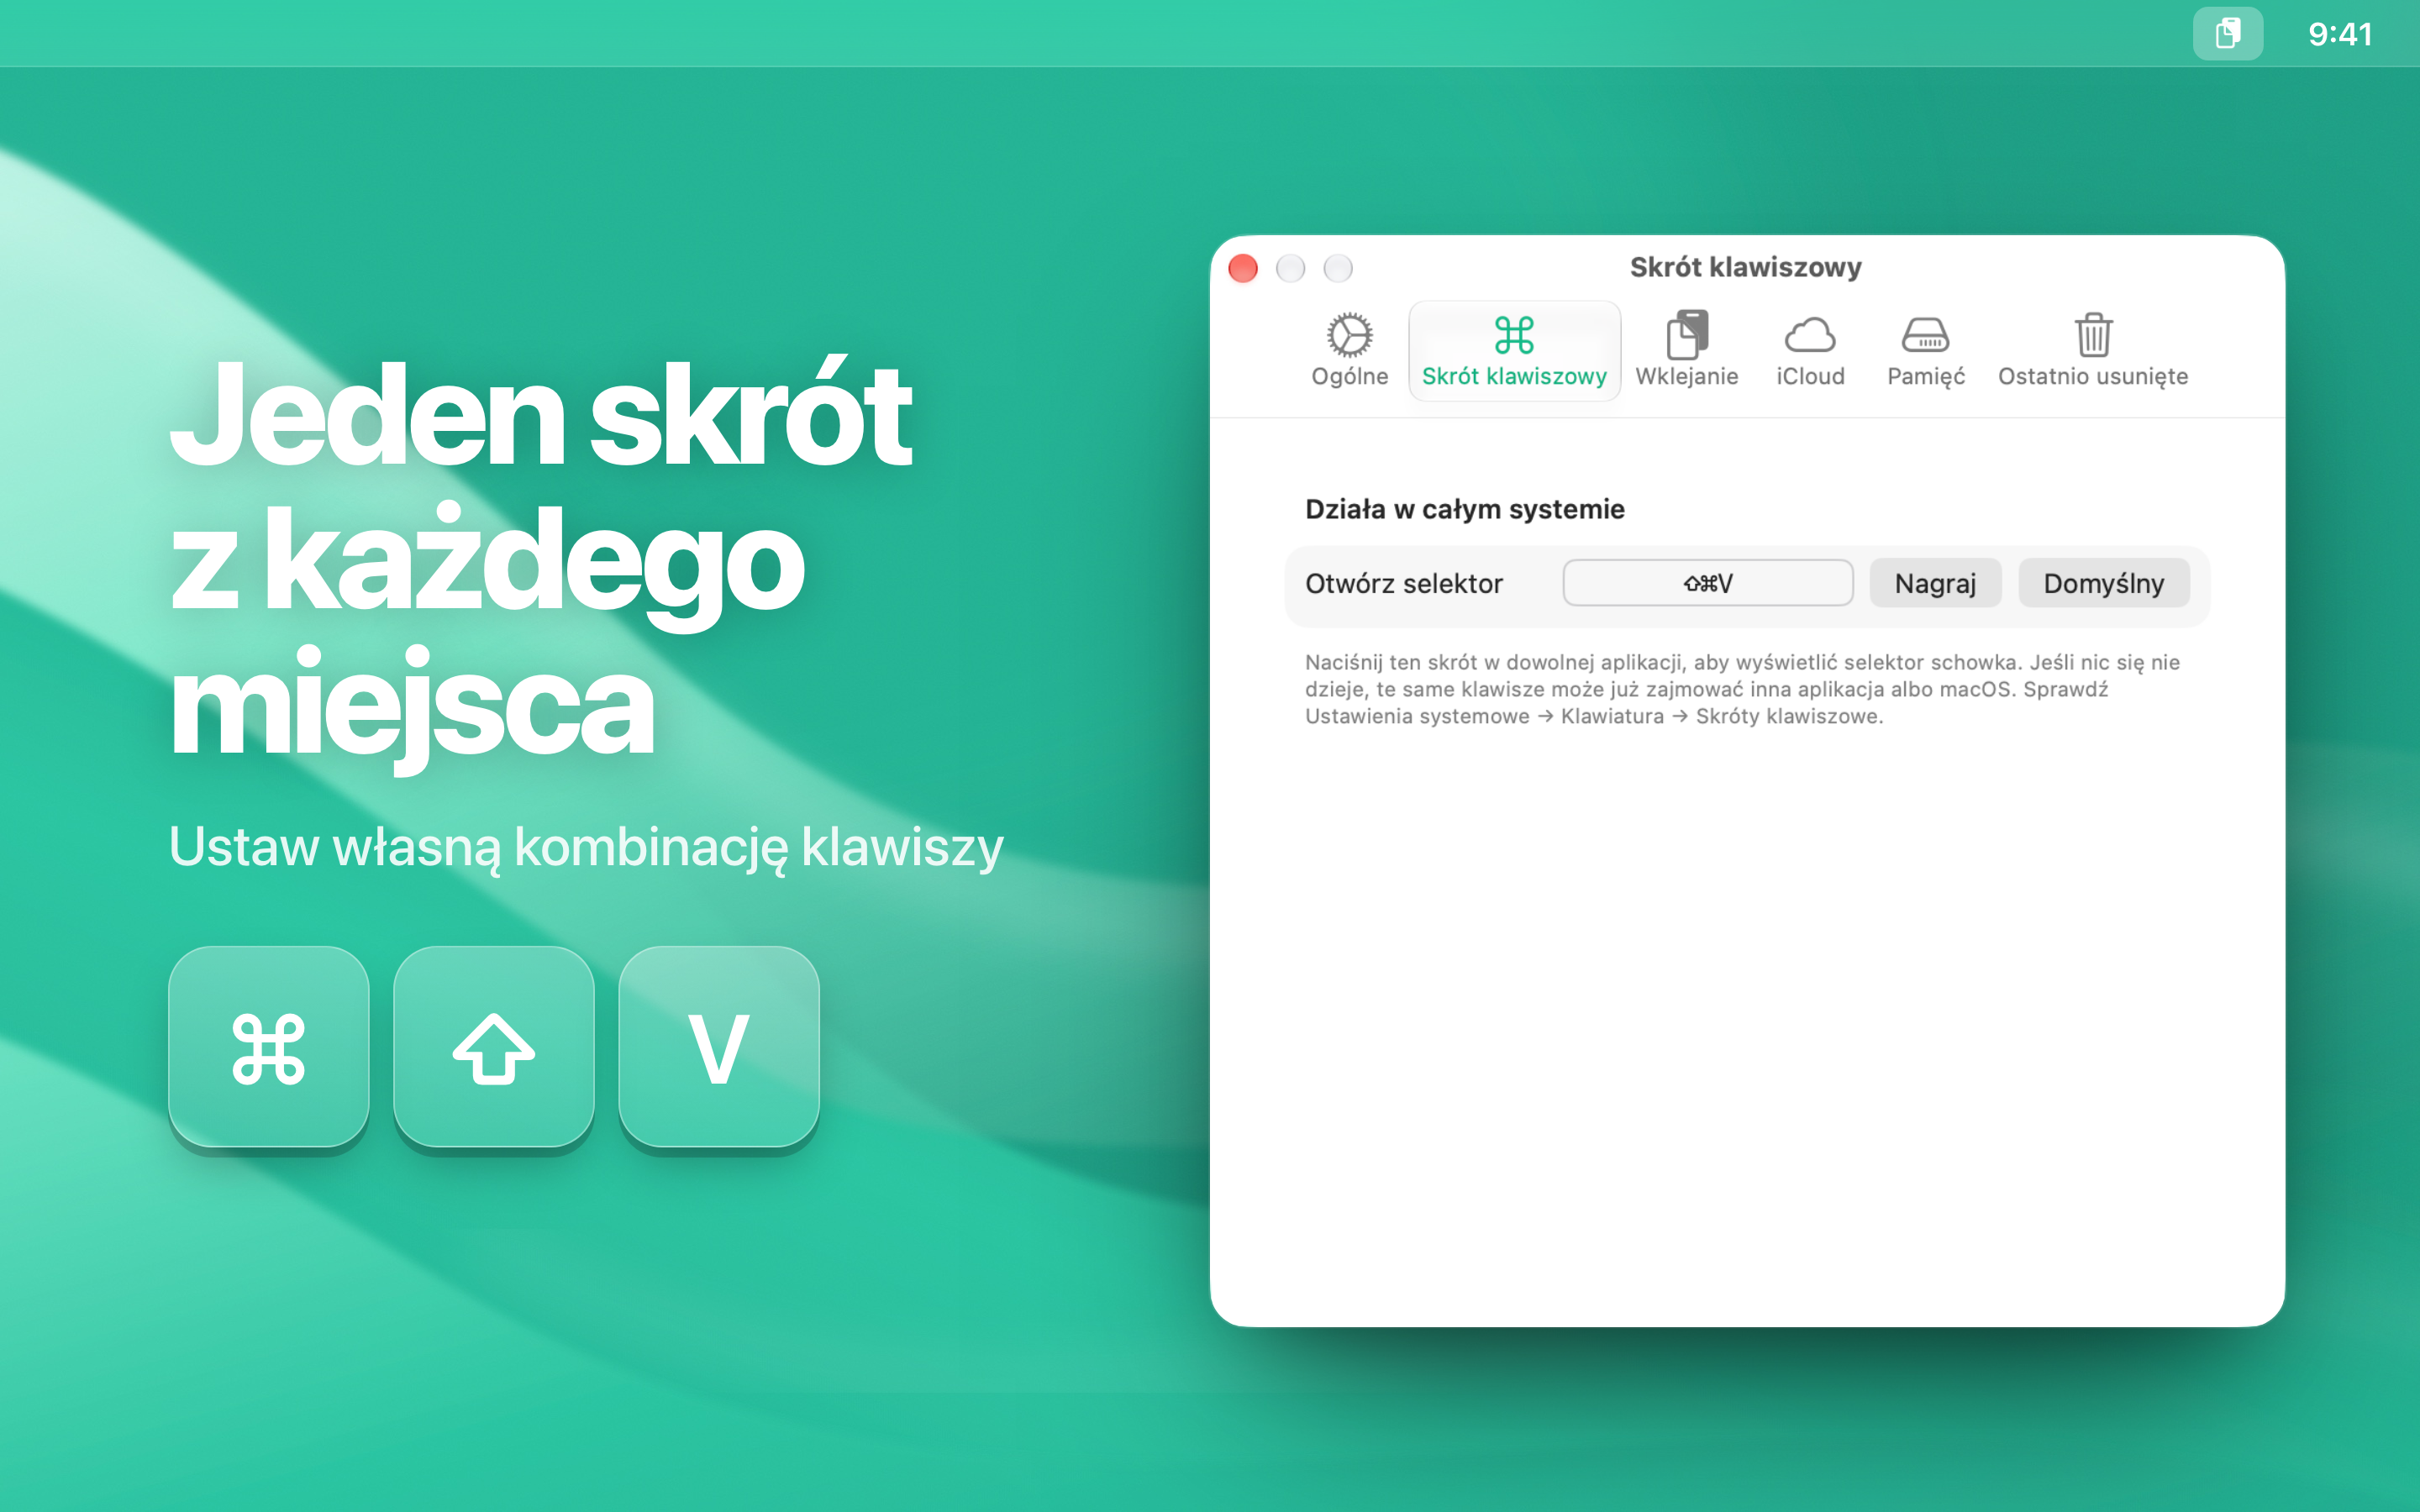 9:41
Jeden skrót
z każdego
miejsca
Ustaw własną kombinację klawiszy
⌘ ⇧ V
Skrót klawiszowy
Ogólne Skrót klawiszowy Wklejanie iCloud Pamięć Ostatnio usunięte
Działa w całym systemie
Otwórz selektor ⇧⌘V Nagraj Domyślny
Naciśnij ten skrót w dowolnej aplikacji, aby wyświetlić selektor schowka. Jeśli nic się nie
dzieje, te same klawisze może już zajmować inna aplikacja albo macOS. Sprawdź
Ustawienia systemowe → Klawiatura → Skróty klawiszowe.